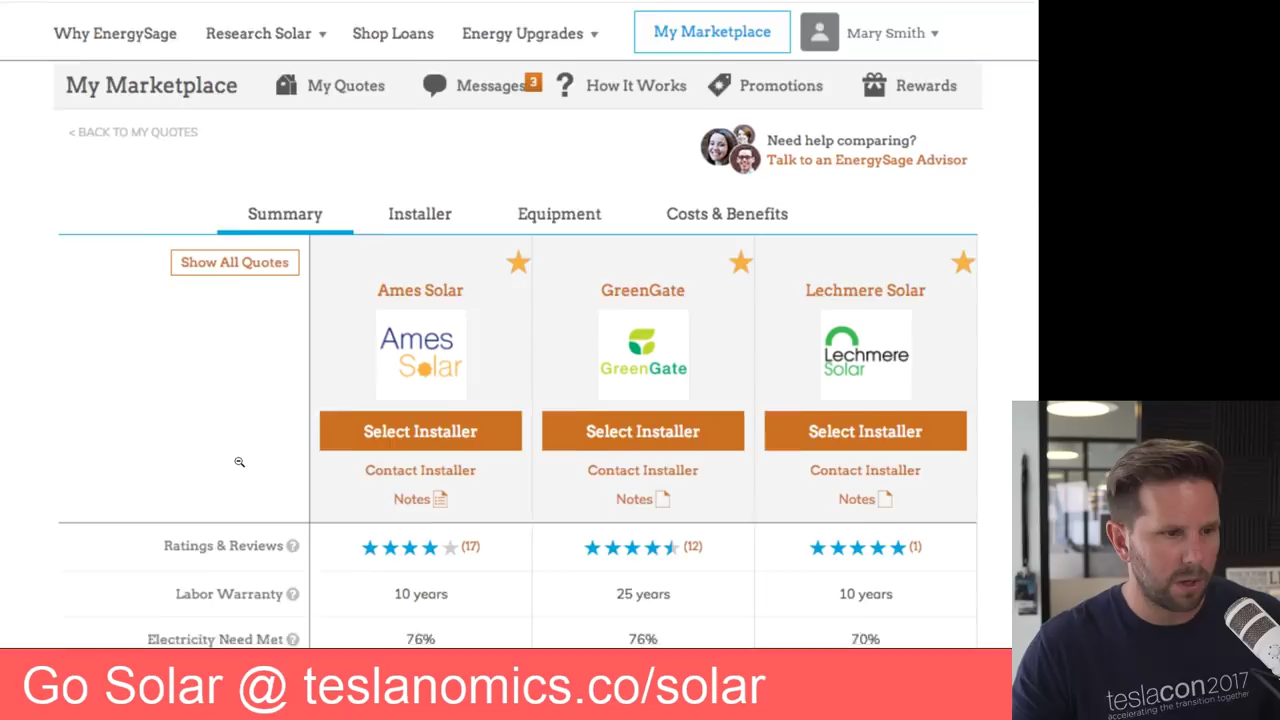 Why EnergySage Research Solar Shop Loans Energy Upgrades My Marketplace Mary Smith
My Marketplace My Quotes Messages 3 How It Works Promotions Rewards
< BACK TO MY QUOTES
Need help comparing?
Talk to an EnergySage Advisor
Summary Installer Equipment Costs & Benefits
Show All Quotes
Ames Solar GreenGate Lechmere Solar
Ames
Solar
GreenGate
Lechmere
Solar
Select Installer Select Installer Select Installer
Contact Installer Contact Installer Contact Installer
Notes Notes Notes
Ratings & Reviews ? (17) (12) (1)
Labor Warranty ? 10 years 25 years 10 years
Electricity Need Met ? 76% 76% 70%
Go Solar @ teslanomics.co/solar
teslacon2017
accelerating the transition together